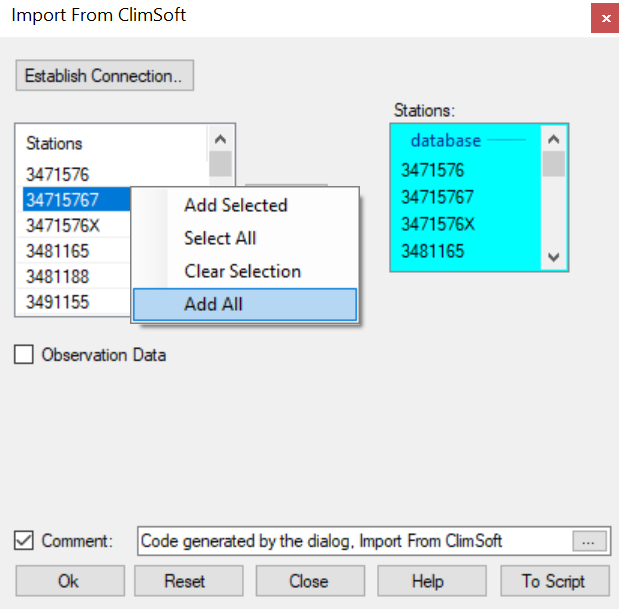 Import From ClimSoft
×
Establish Connection..
Stations:
Stations
3471576
34715767
3471576X
3481165
3481188
3491155
Add Selected
Select All
Clear Selection
Add All
database
3471576
34715767
3471576X
3481165
Observation Data
Comment:
Code generated by the dialog, Import From ClimSoft
...
Ok
Reset
Close
Help
To Script